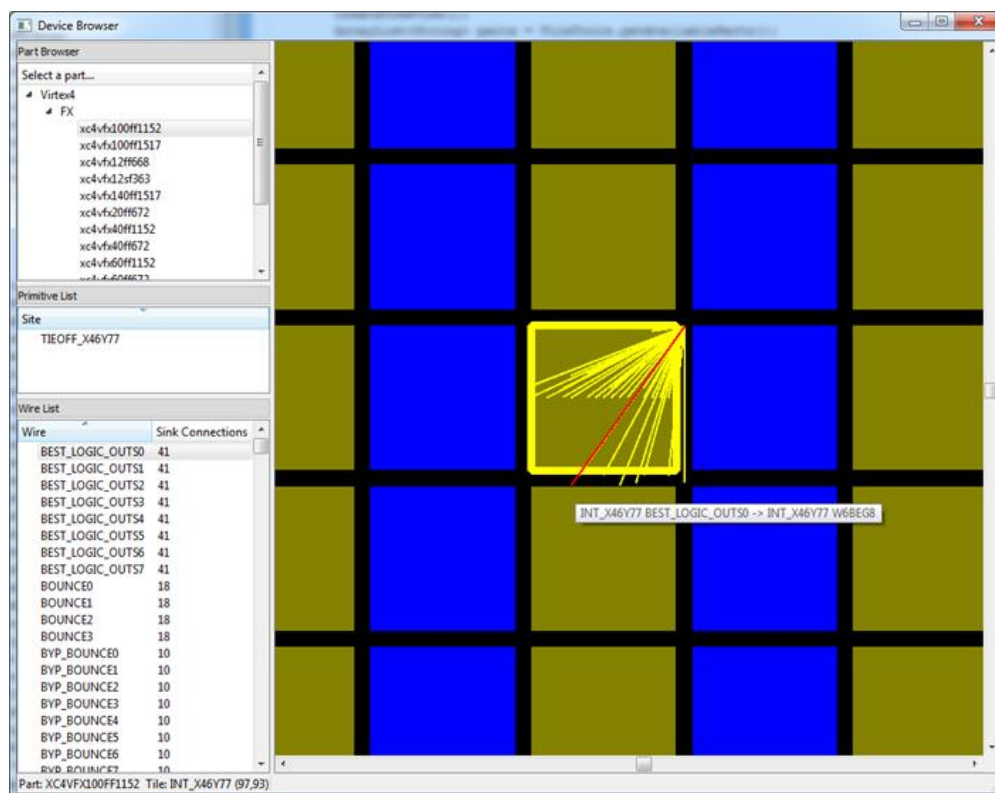 Device Browser
Part Browser
Select a part...
Virtex4
FX
xc4vfx100ff1152
xc4vfx100ff1517
xc4vfx12ff668
xc4vfx12sf363
xc4vfx140ff1517
xc4vfx20ff672
xc4vfx40ff1152
xc4vfx40ff672
xc4vfx60ff1152
xc4vfx60ff672
Primitive List
Site
TIEOFF_X46Y77
Wire List
Wire Sink Connections
BEST_LOGIC_OUTS0 41
BEST_LOGIC_OUTS1 41
BEST_LOGIC_OUTS2 41
BEST_LOGIC_OUTS3 41
BEST_LOGIC_OUTS4 41
BEST_LOGIC_OUTS5 41
BEST_LOGIC_OUTS6 41
BEST_LOGIC_OUTS7 41
BOUNCE0 18
BOUNCE1 18
BOUNCE2 18
BOUNCE3 18
BYP_BOUNCE0 10
BYP_BOUNCE1 10
BYP_BOUNCE2 10
BYP_BOUNCE3 10
BYP_BOUNCE4 10
BYP_BOUNCE5 10
BYP_BOUNCE6 10
BYP_BOUNCE7 10
INT_X46Y77 BEST_LOGIC_OUTS0 -> INT_X46Y77 W6BEG8
Part: XC4VFX100FF1152 Tile: INT_X46Y77 (97,93)